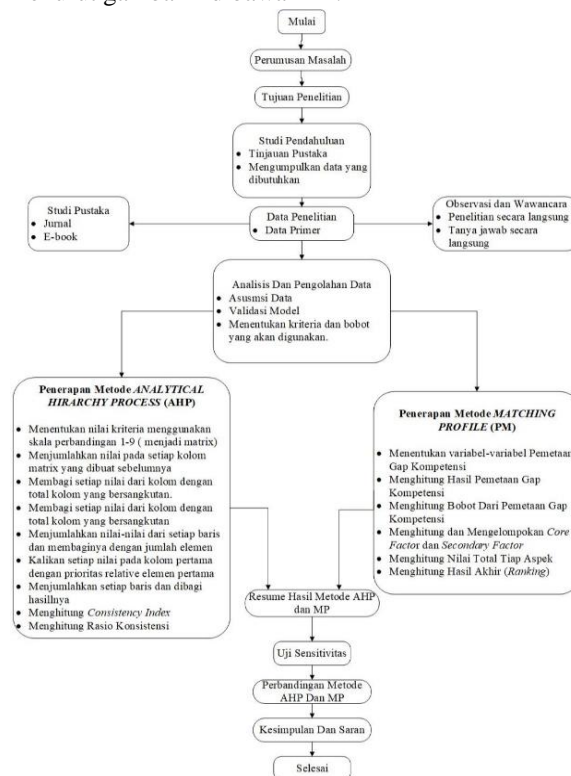 Mulai
Perumusan Masalah
Tujuan Penelitian
Studi Pendahuluan
• Tinjauan Pustaka
• Mengumpulkan data yang
dibutuhkan
Studi Pustaka
• Jurnal
• E-book
Data Penelitian
• Data Primer
Observasi dan Wawancara
• Penelitian secara langsung
• Tanya jawab secara
langsung
Analisis Dan Pengolahan Data
• Asusmsi Data
• Validasi Model
• Menentukan kriteria dan bobot
yang akan digunakan.
Penerapan Metode ANALYTICAL
HIRARCHY PROCESS (AHP)
• Menentukan nilai kriteria menggunakan
skala perbandingan 1-9 ( menjadi matrix)
• Menjumlahkan nilai pada setiap kolom
matrix yang dibuat sebelumnya
• Membagi setiap nilai dari kolom dengan
total kolom yang bersangkutan.
• Membagi setiap nilai dari kolom dengan
total kolom yang bersangkutan
• Menjumlahkan nilai-nilai dari setiap baris
dan membaginya dengan jumlah elemen
• Kalikan setiap nilai pada kolom pertama
dengan prioritas relative elemen pertama
• Menjumlahkan setiap baris dan dibagi
hasillnya
• Menghitung Consistency Index
• Menghitung Rasio Konsistensi
Penerapan Metode MATCHING
PROFILE (PM)
• Menentukan variabel-variabel Pemetaan
Gap Kompetensi
• Menghitung Hasil Pemetaan Gap
Kompetensi
• Menghitung Bobot Dari Pemetaan Gap
Kompetensi
• Menghitung dan Mengelompokan Core
Factor dan Secondary Factor
• Menghitung Nilai Total Tiap Aspek
• Menghitung Hasil Akhir (Ranking)
Resume Hasil Metode AHP
dan MP
Uji Sensitivitas
Perbandingan Metode
AHP Dan MP
Kesimpulan Dan Saran
Selesai